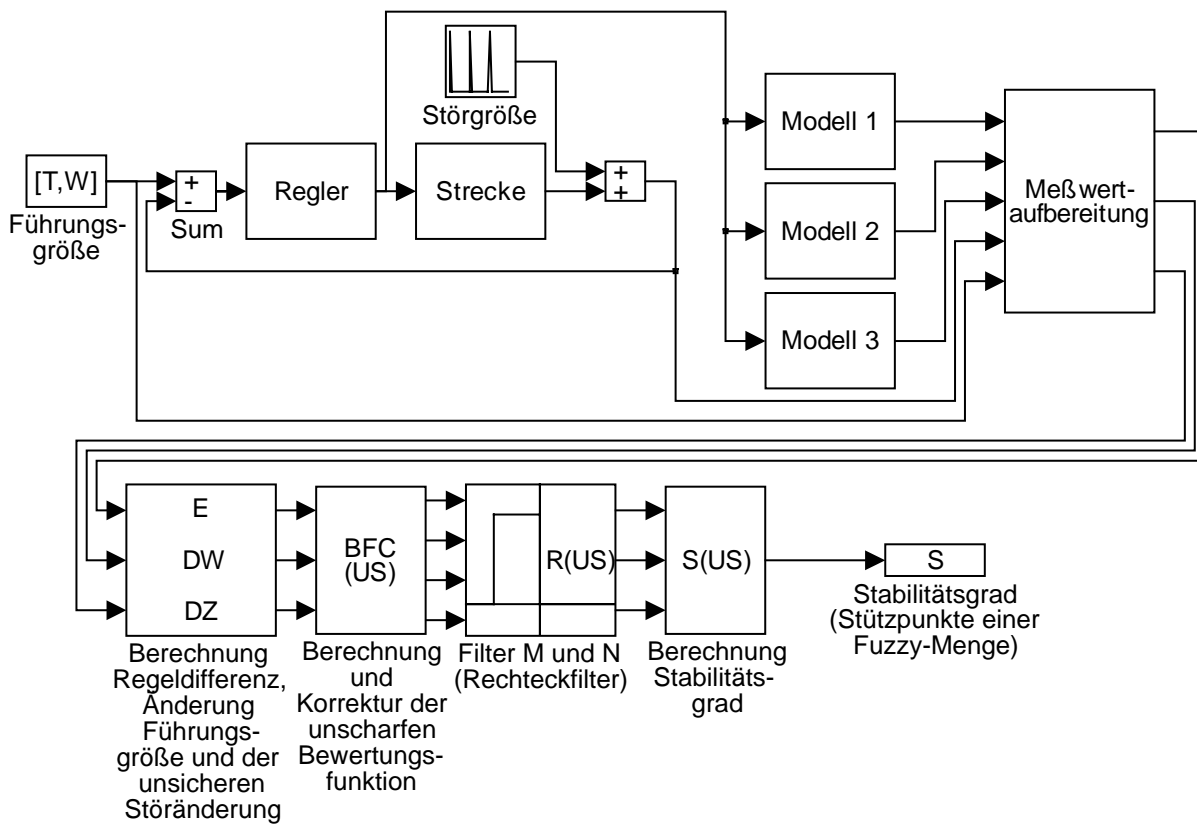 Störgröße
[T,W]
Führungs-
größe
+
-
Sum
Regler
Strecke
+
+
Modell 1
Modell 2
Modell 3
Meßwert-
aufbereitung
E
DW
DZ
Berechnung
Regeldifferenz,
Änderung
Führungs-
größe und der
unsicheren
Störänderung
BFC
(US)
Berechnung
und
Korrektur der
unscharfen
Bewertungs-
funktion
R(US)
Filter M und N
(Rechteckfilter)
S(US)
Berechnung
Stabilitäts-
grad
S
Stabilitätsgrad
(Stützpunkte einer
Fuzzy-Menge)